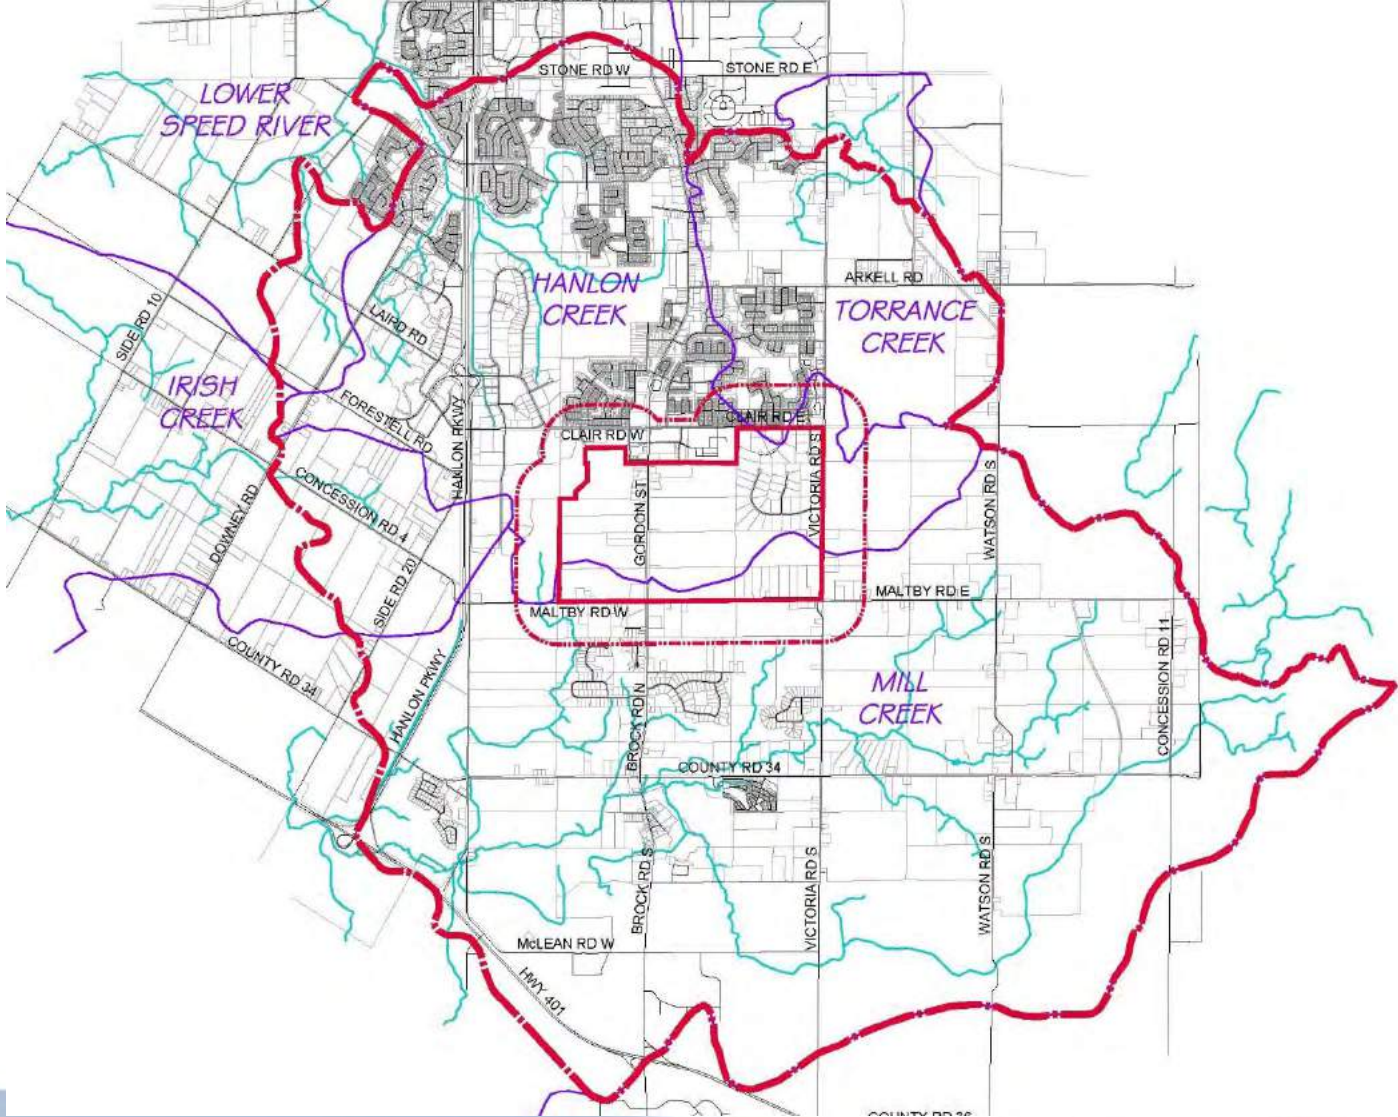 STONE RD W
STONE RD E
LOWER
SPEED RIVER
HANLON
CREEK
ARKELL RD
TORRANCE
CREEK
SIDE RD 10
LAIRD RD
IRISH
CREEK
FORESTELL RD
HANLON PKWY
CLAIR RD E
CLAIR RD W
VICTORIA RD S
CONCESSION RD 4
GORDON ST
WATSON RD S
DOWNEY RD
SIDE RD 20
MALTBY RD W
MALTBY RD E
COUNTY RD 34
HANLON PKWY
BROCK RD N
MILL
CREEK
CONCESSION RD 11
COUNTY RD 34
BROCK RD S
VICTORIA RD S
WATSON RD S
McLEAN RD W
HWY 401
COUNTY RD 36